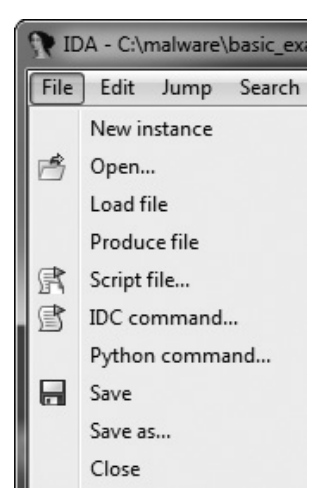 IDA - C:\malware\basic_exa
File Edit Jump Search
New instance
Open...
Load file
Produce file
Script file...
IDC command...
Python command...
Save
Save as...
Close